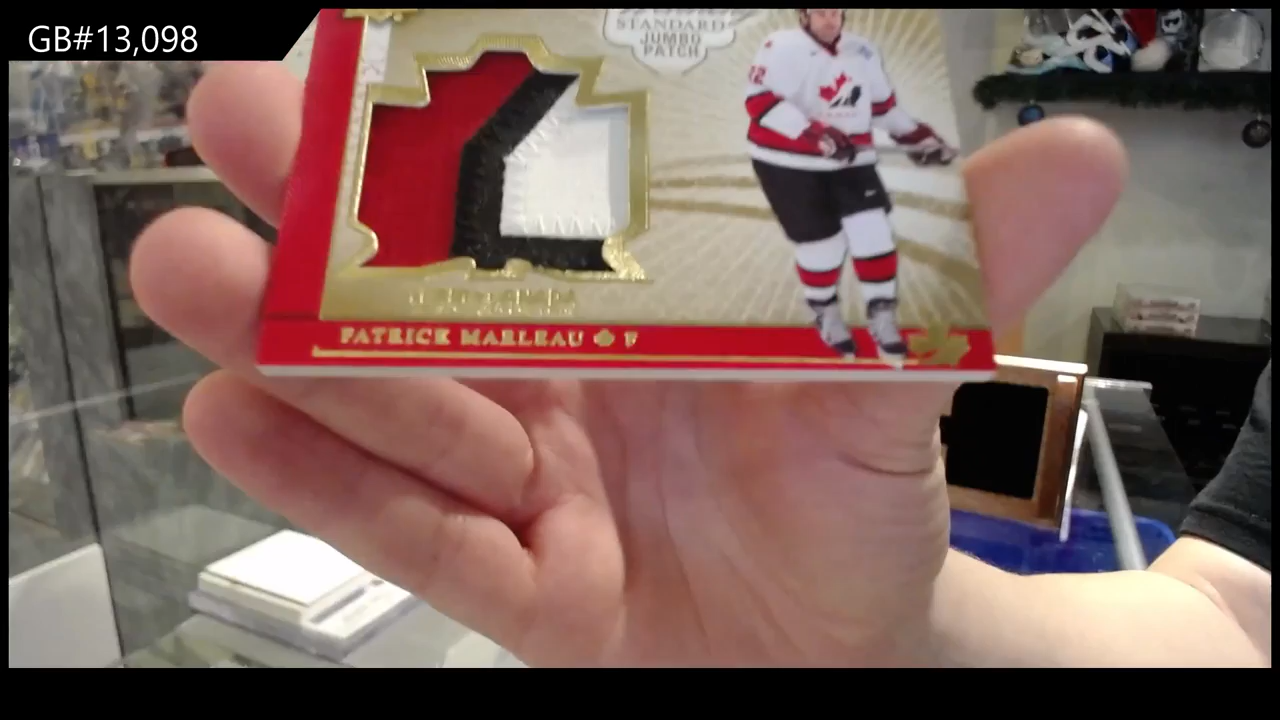 GB#13,098
STANDARD
JUMBO
PATCH
PATRICK MARLEAU F